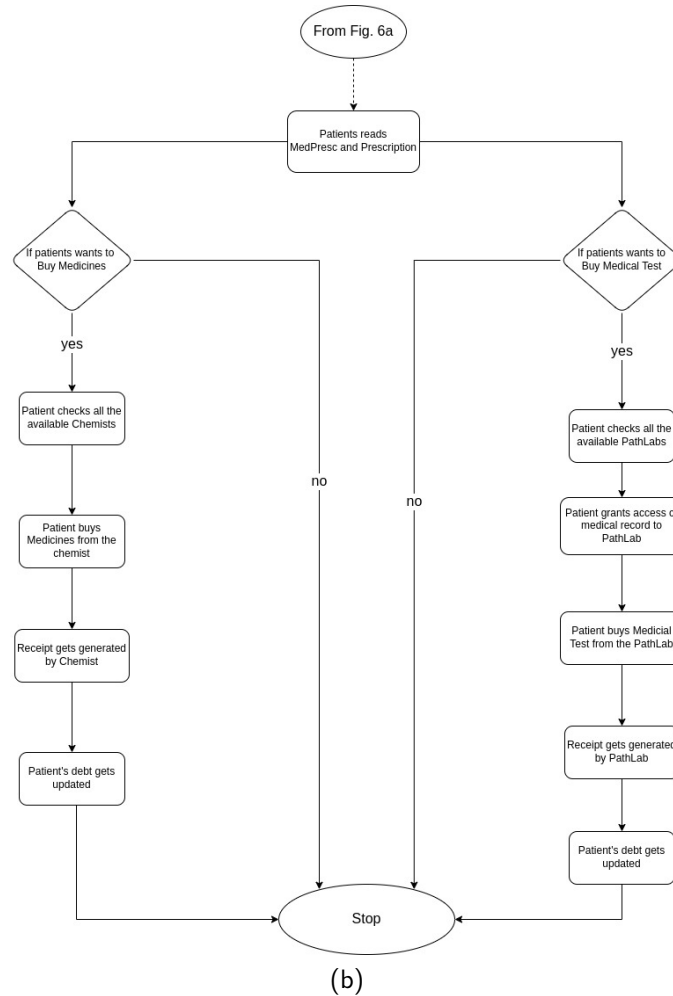 From Fig. 6a
Patients reads
MedPresc and Prescription
If patients wants to
Buy Medicines
If patients wants to
Buy Medical Test
yes
yes
Patient checks all the
available Chemists
Patient checks all the
available PathLabs
no
no
Patient grants access o
medical record to
PathLab
Patient buys
Medicines from the
chemist
Patient buys Medicial
Test from the PathLab
Receipt gets generated
by Chemist
Receipt gets generated
by PathLab
Patient's debt gets
updated
Patient's debt gets
updated
Stop
(b)